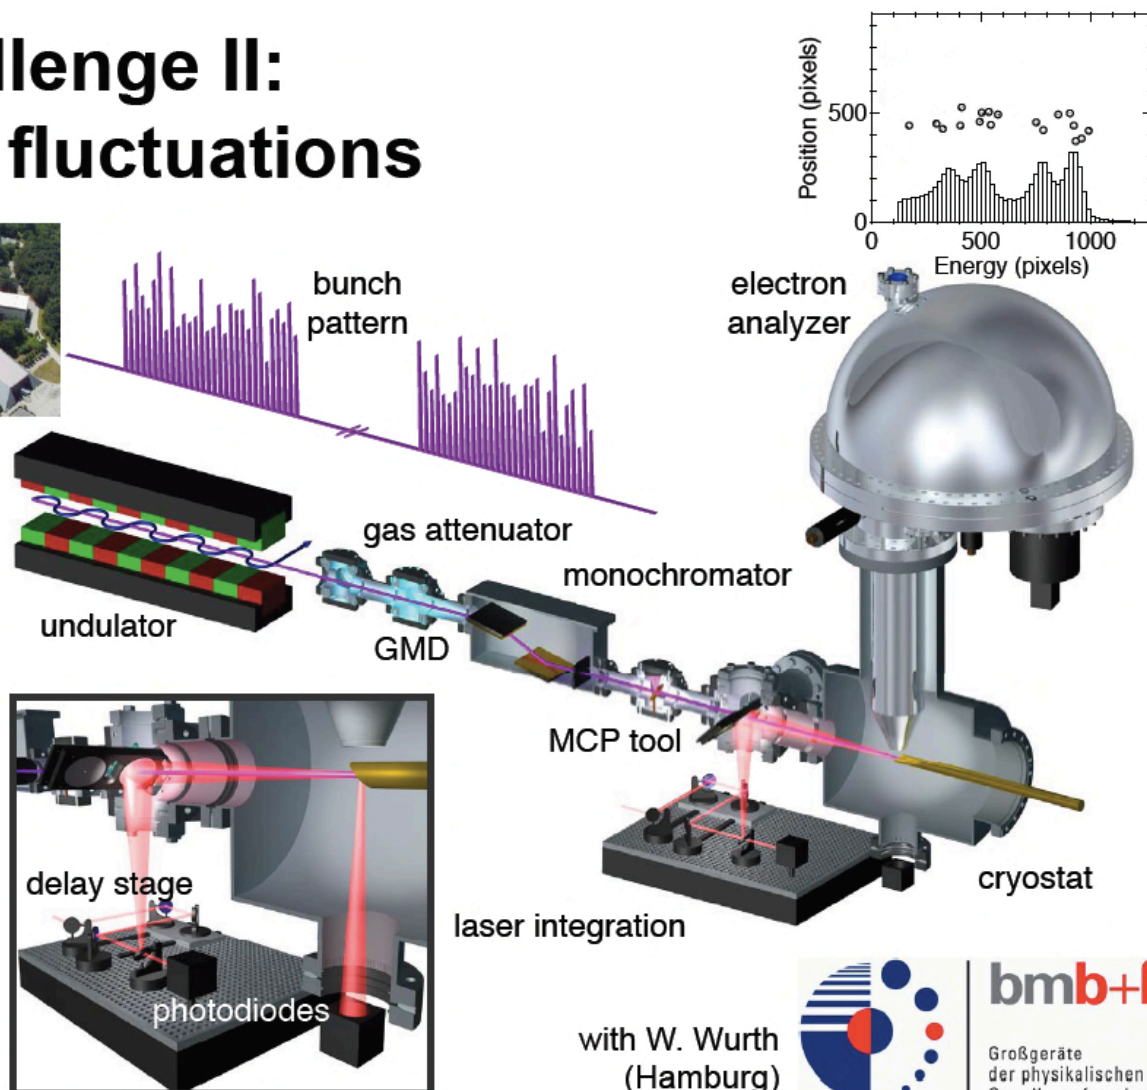 llenge II:
fluctuations
Position (pixels)
500
0
0
500
1000
Energy (pixels)
bunch
pattern
electron
analyzer
gas attenuator
monochromator
undulator
GMD
MCP tool
delay stage
cryostat
laser integration
photodiodes
with W. Wurth
(Hamburg)
bmb+
Großgeräte
der physikalischen